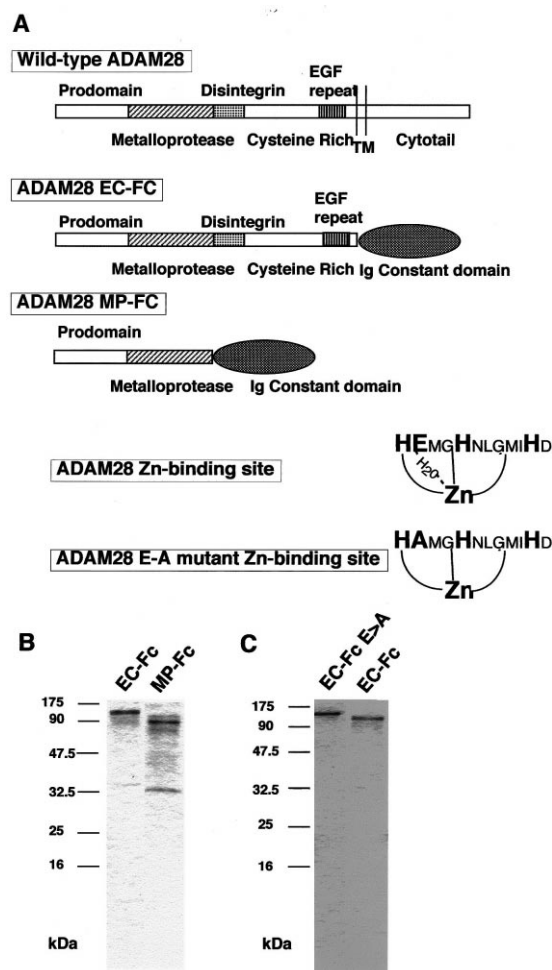 A
Wild-type ADAM28
Prodomain Disintegrin EGF repeat
Metalloprotease Cysteine Rich TM Cytotail
ADAM28 EC-FC
Prodomain Disintegrin EGF repeat
Metalloprotease Cysteine Rich Ig Constant domain
ADAM28 MP-FC
Prodomain
Metalloprotease Ig Constant domain
ADAM28 Zn-binding site
HEMGHNLGMIHD
H2O
Zn
ADAM28 E-A mutant Zn-binding site
HAMGHNLGMIHD
Zn
B
EC-Fc
MP-Fc
175
90
47.5
32.5
25
16
kDa
C
EC-Fc E>A
EC-Fc
175
90
47.5
32.5
25
16
kDa